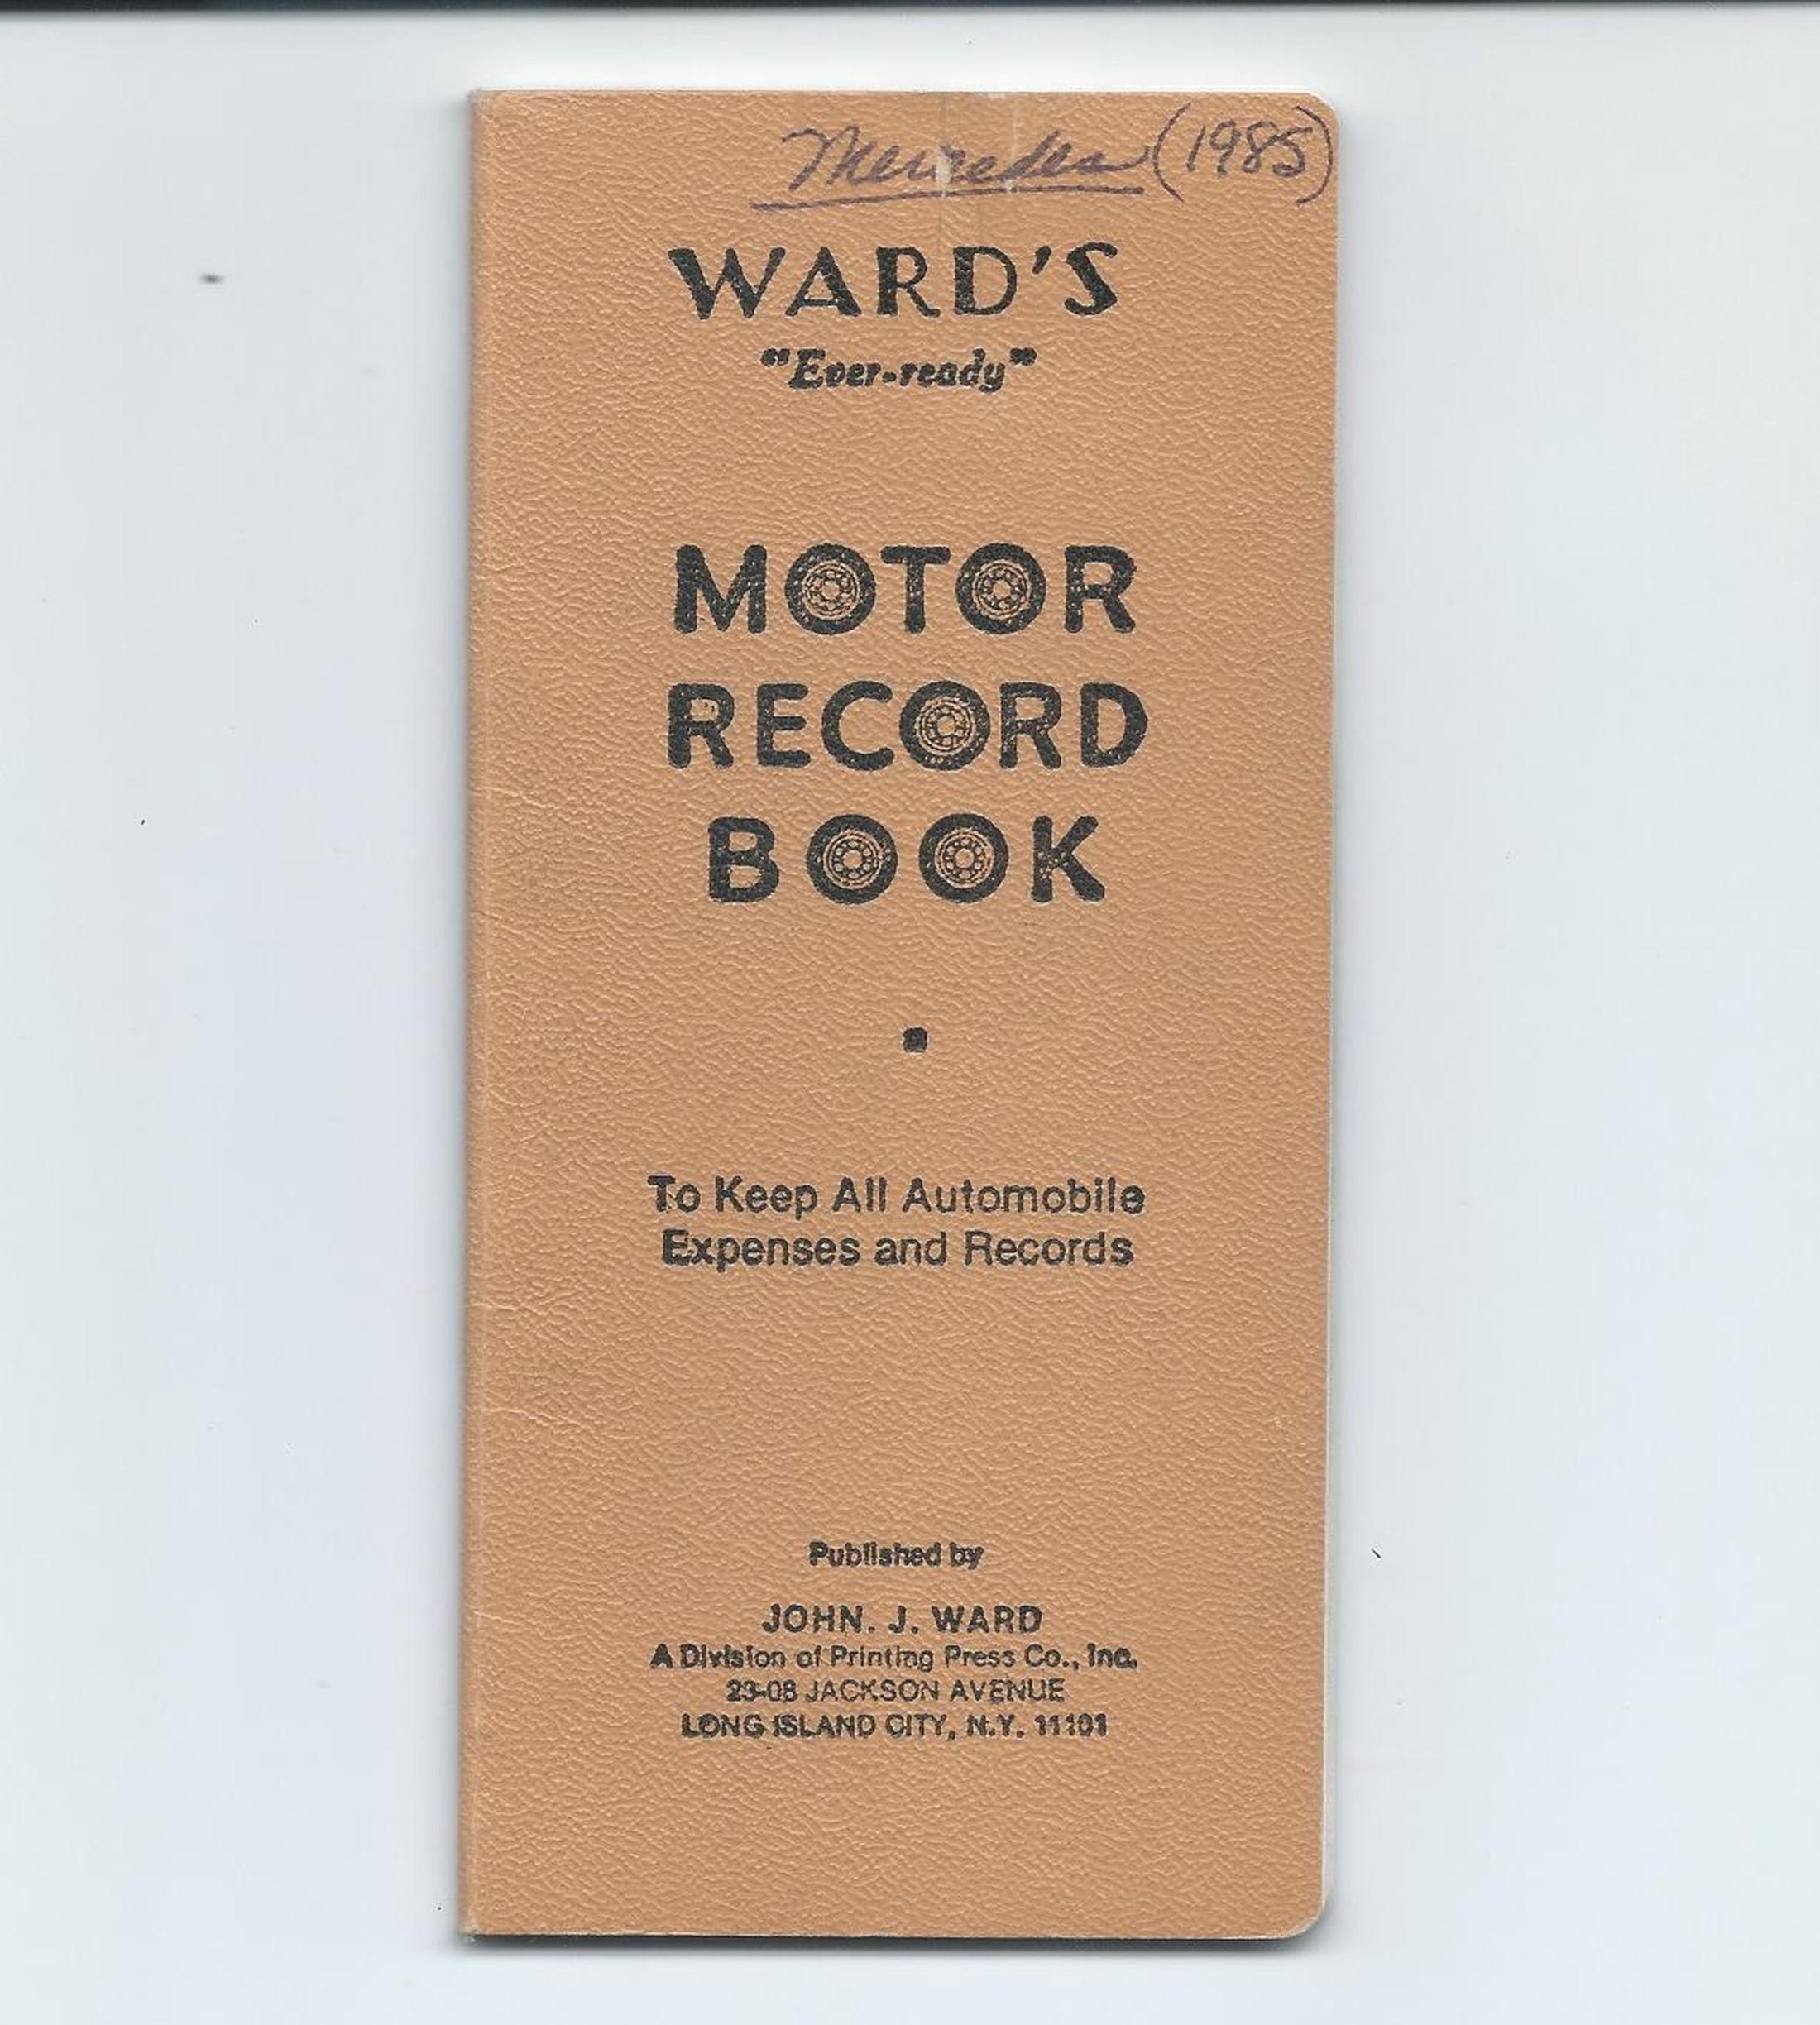 Mercedes (1985)
WARD'S
"Ever-ready"
MOTOR
RECORD
BOOK
To Keep All Automobile
Expenses and Records
Published by
JOHN. J. WARD
A Division of Printing Press Co., Inc.
23-08 JACKSON AVENUE
LONG ISLAND CITY, N.Y. 11101